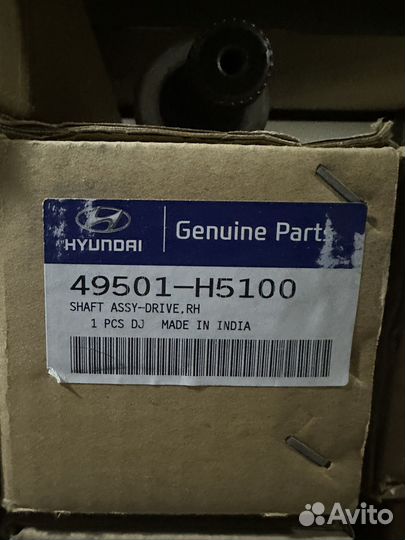 HYUNDAI
Genuine Parts
49501-H5100
SHAFT ASSY-DRIVE,RH
1 PCS DJ MADE IN INDIA
Avito